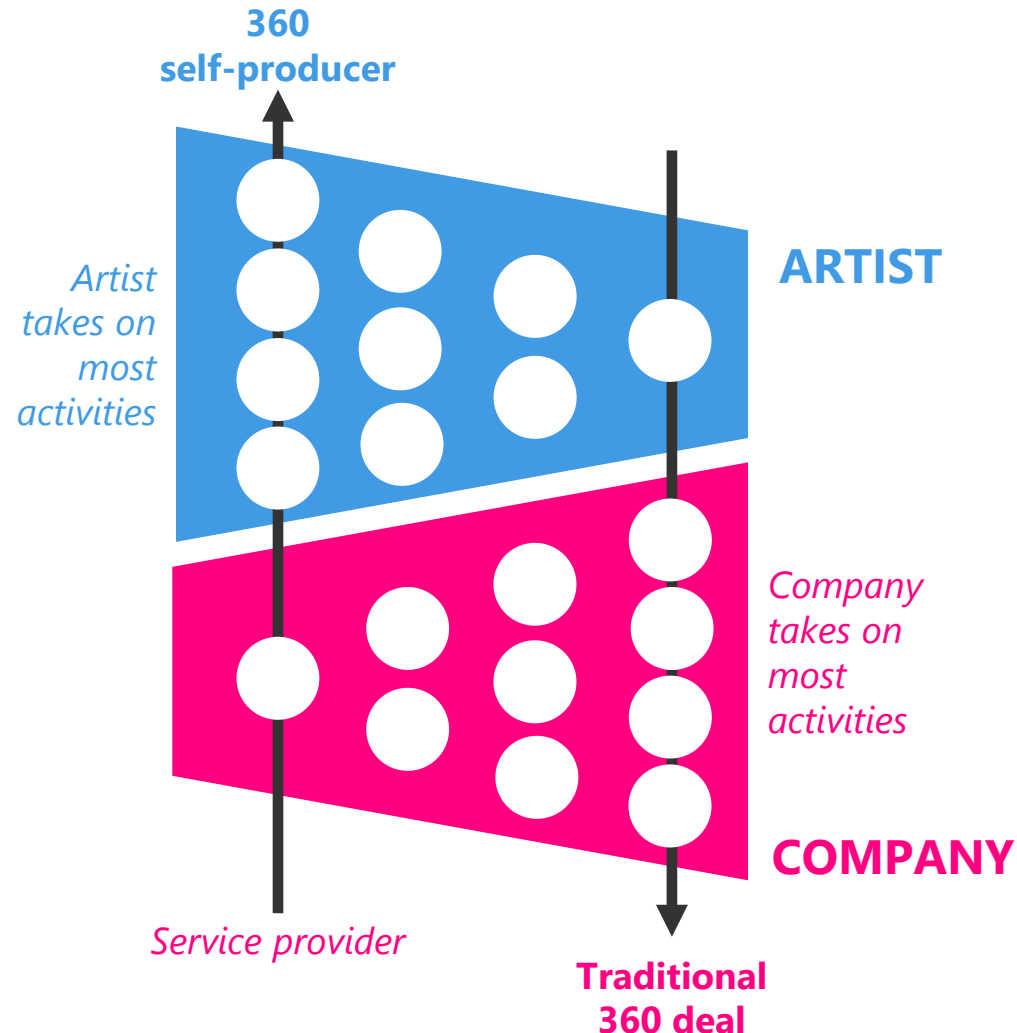 360
self-producer
ARTIST
Artist
takes on
most
activities
Company
takes on
most
activities
COMPANY
Service provider
Traditional
360 deal